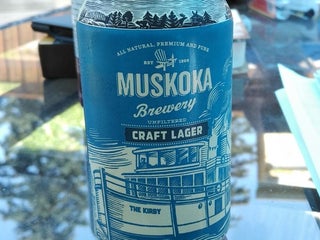 ALL NATURAL, PREMIUM AND PURE
EST 1996
MUSKOKA
Brewery
UNFILTERED
CRAFT LAGER
THE KIRBY